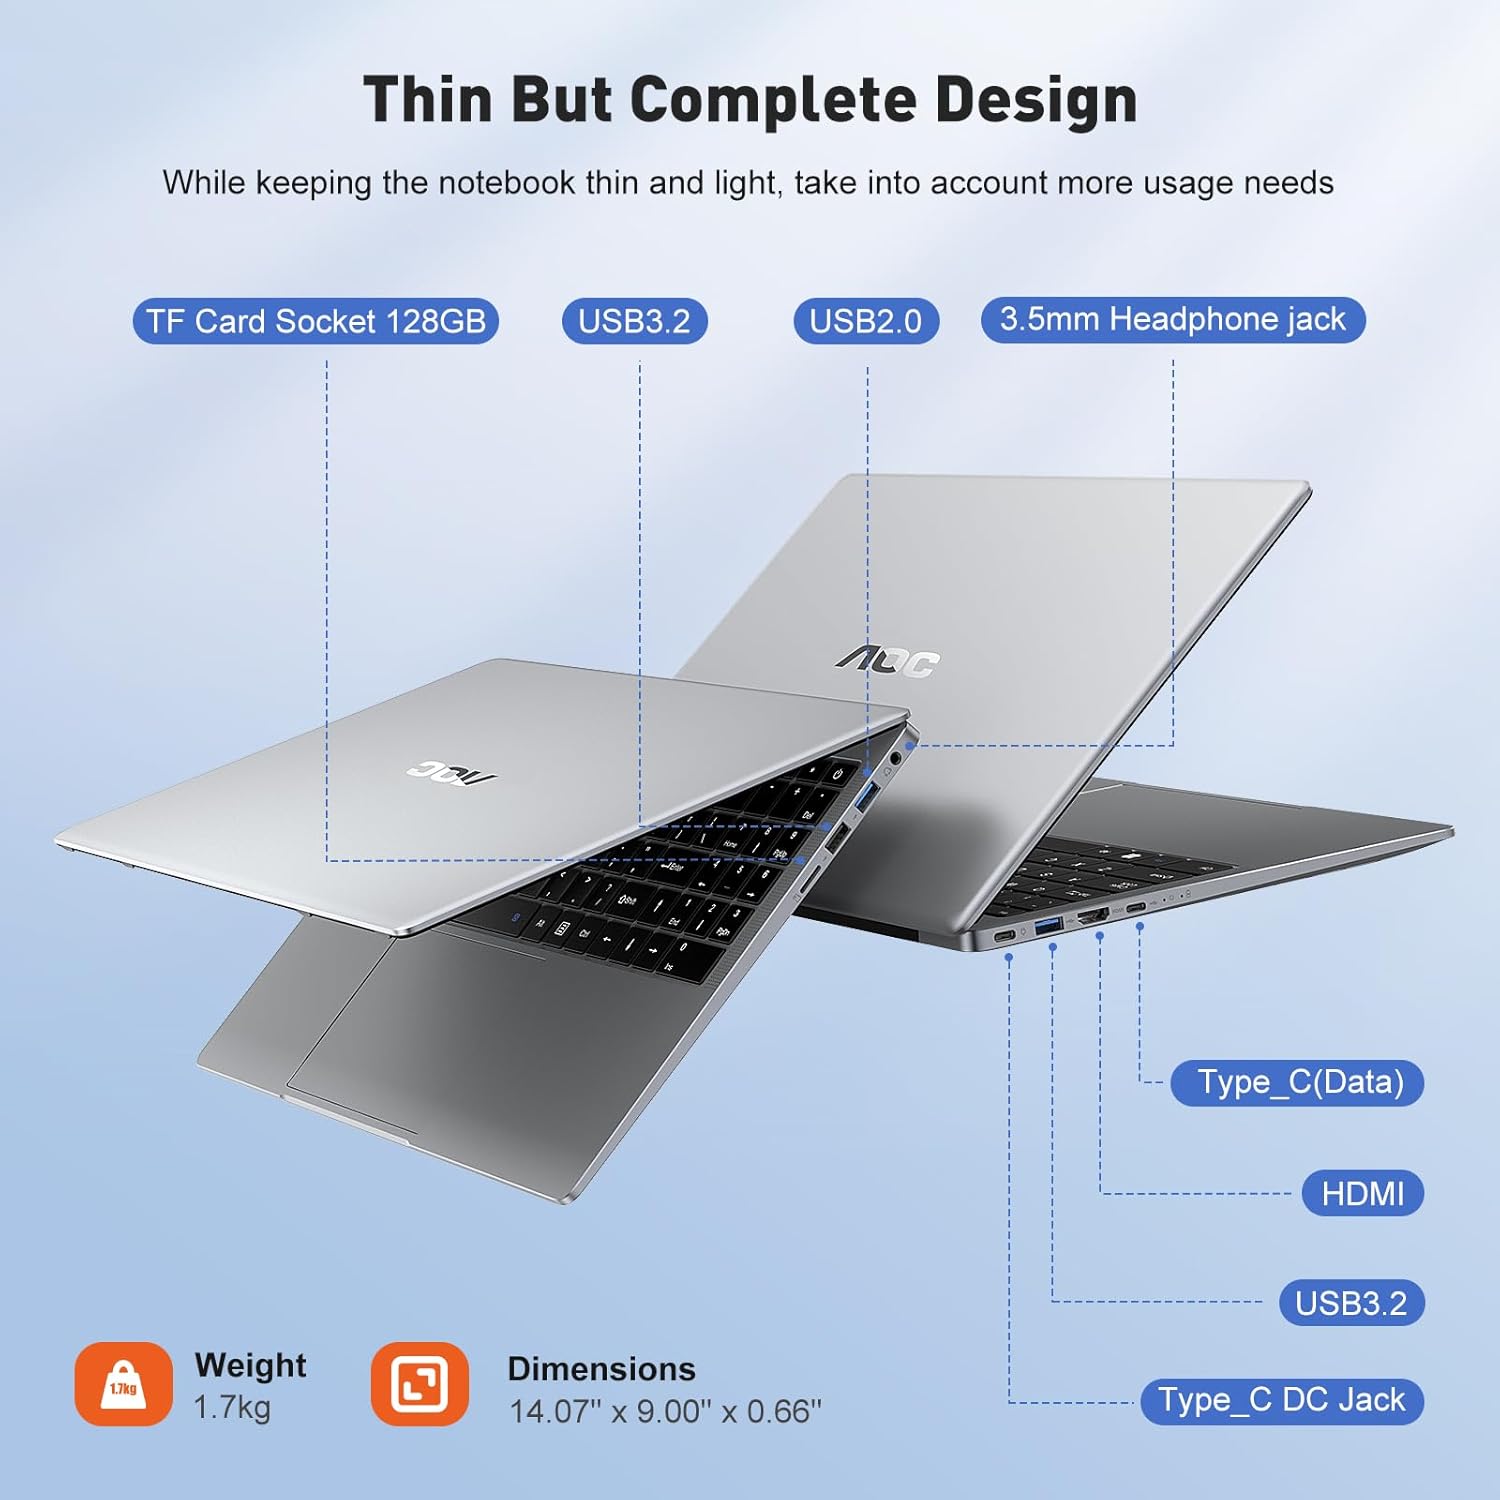 Thin But Complete Design
While keeping the notebook thin and light, take into account more usage needs
TF Card Socket 128GB
USB3.2
USB2.0
3.5mm Headphone jack
AOC
AOC
Type_C(Data)
HDMI
USB3.2
Type_C DC Jack
1.7kg
Weight
1.7kg
Dimensions
14.07" x 9.00" x 0.66"